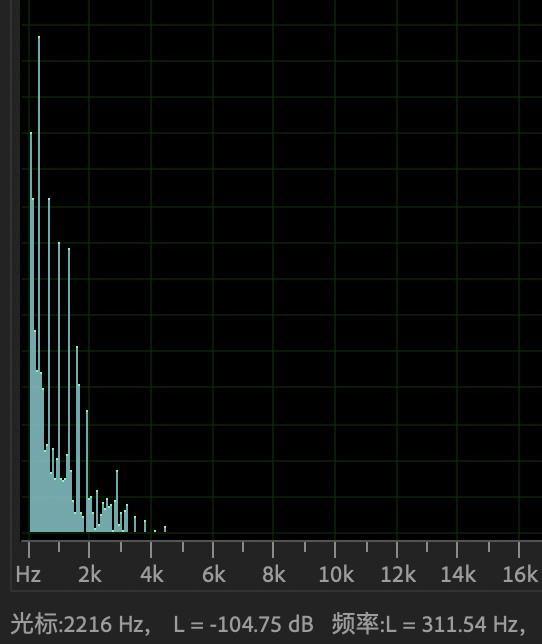 Hz 2k 4k 6k 8k 10k 12k 14k 16k
光标:2216 Hz, L = -104.75 dB 频率:L = 311.54 Hz,